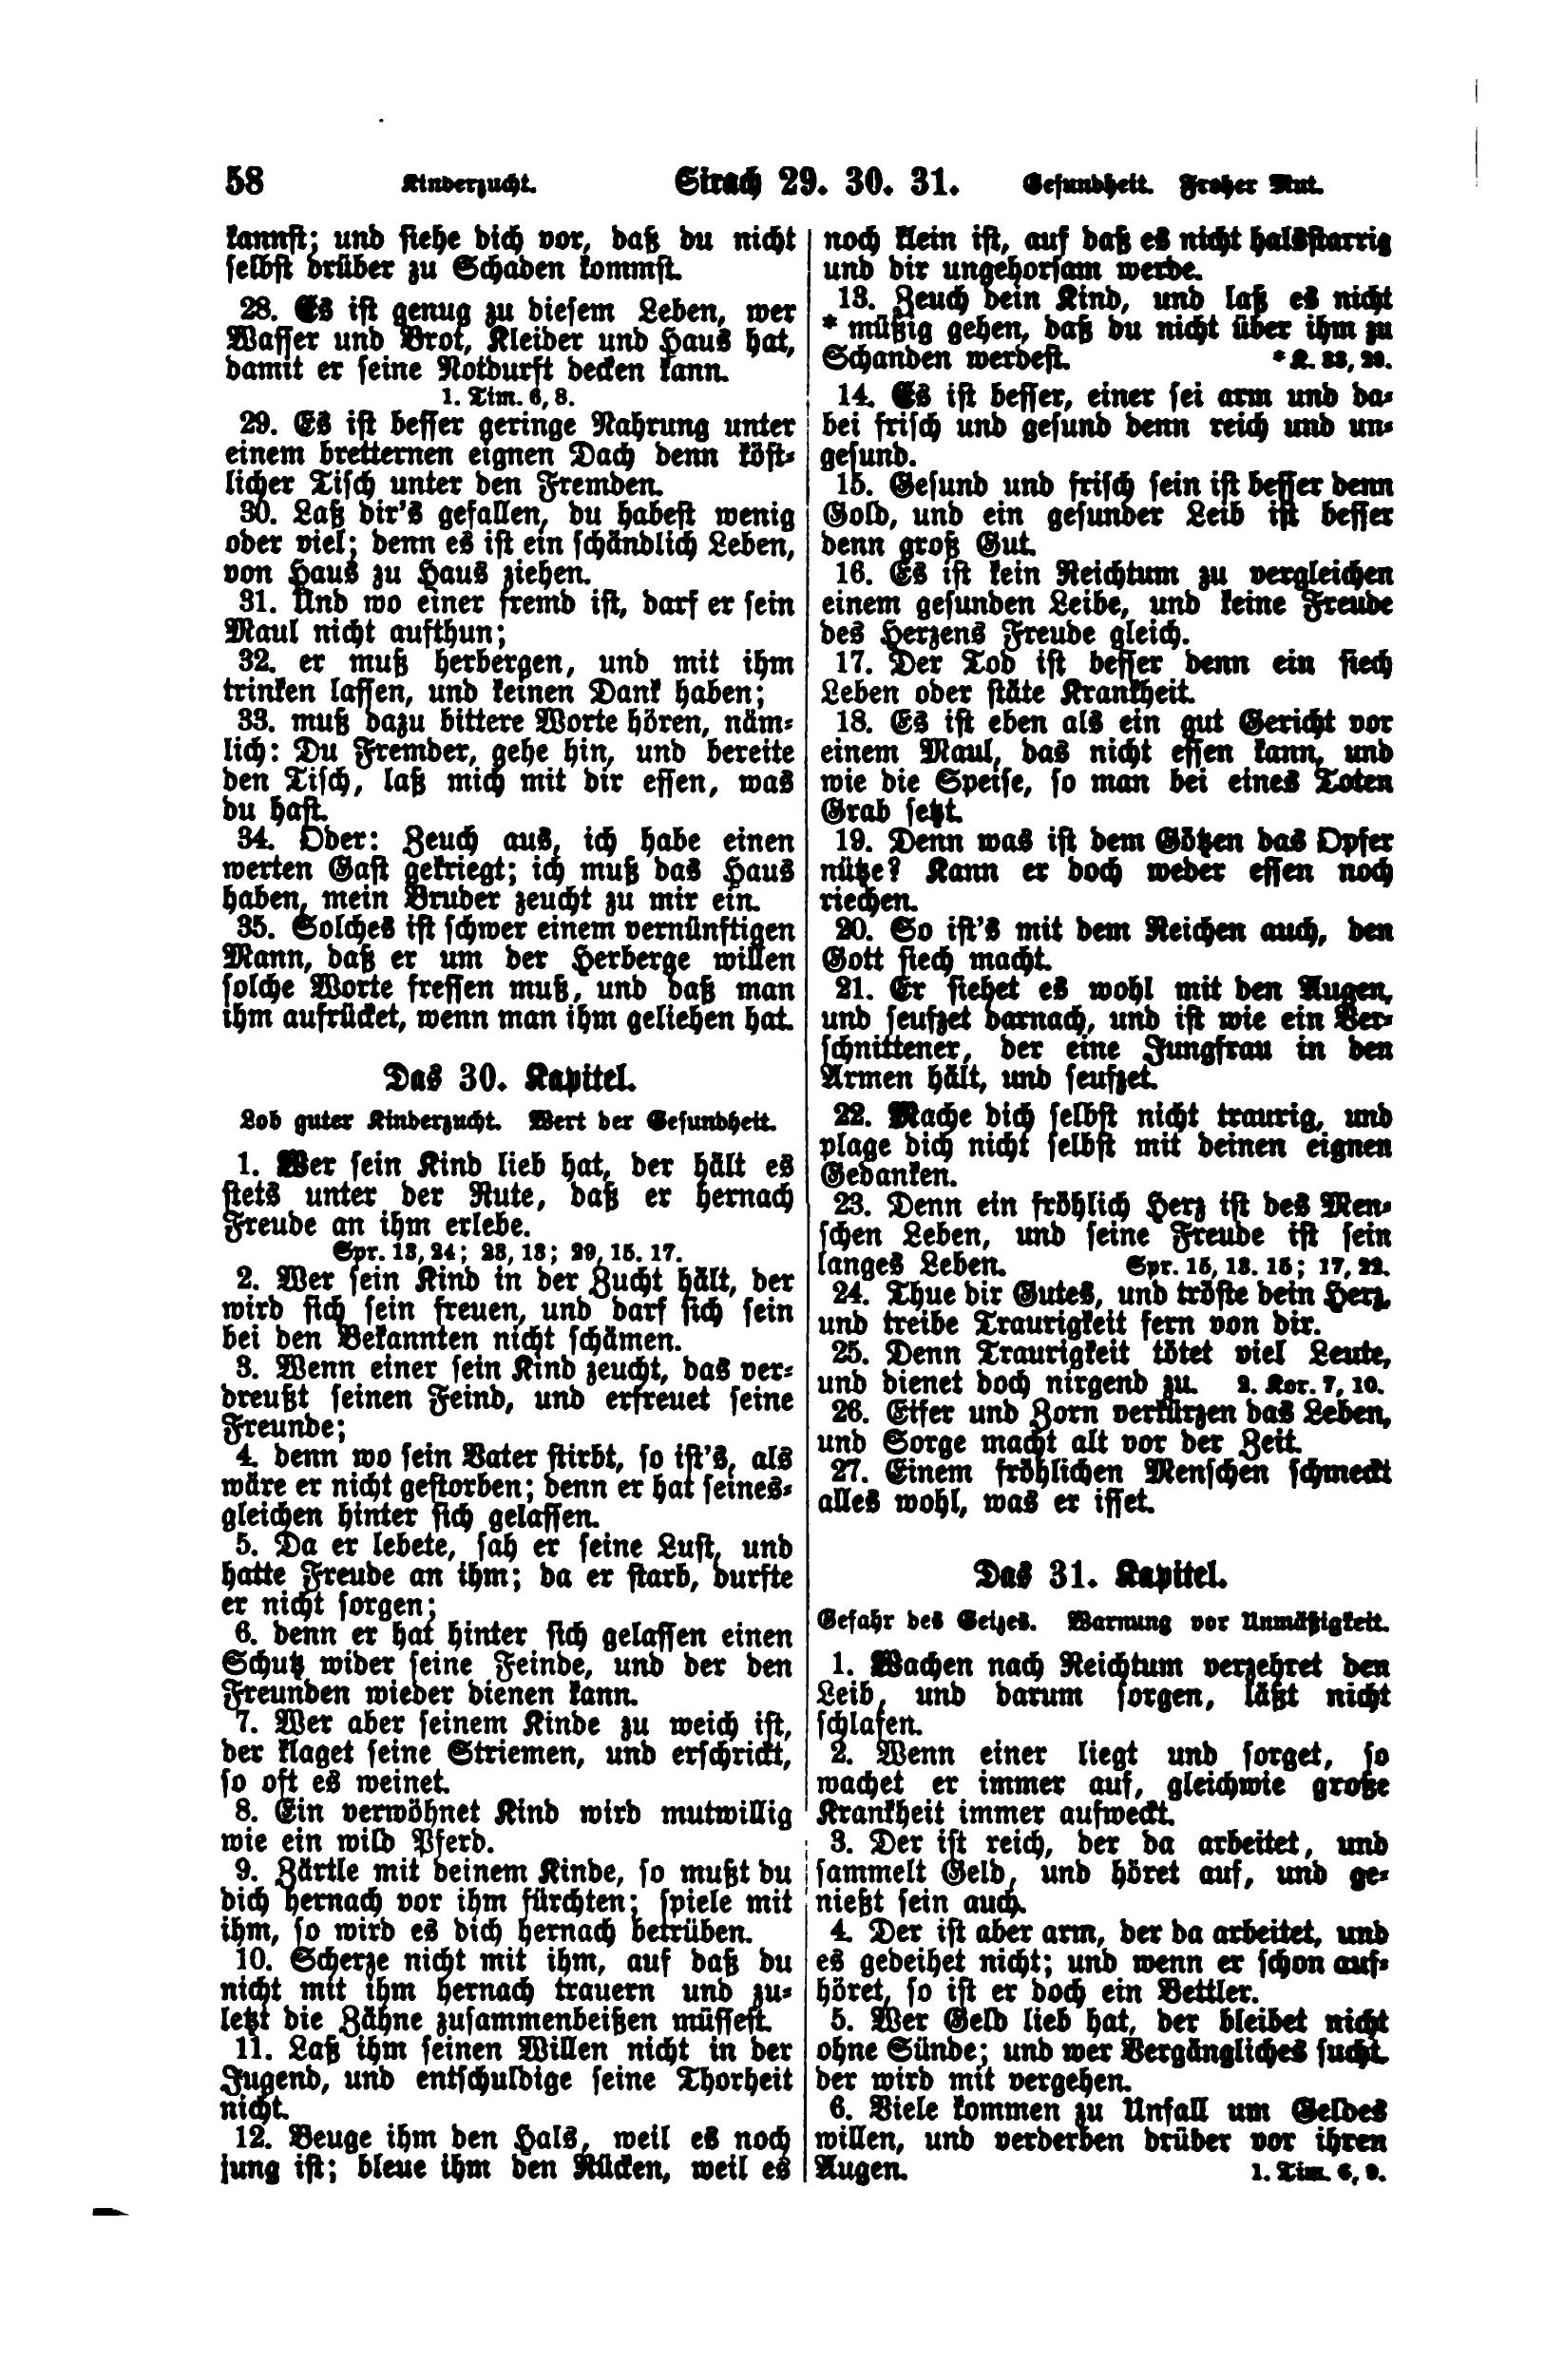 58 Kinderzucht. Sirach 29. 30. 31. Gesundheit. Froher Mut.
kannst; und siehe dich vor, daß du nicht
selbst drüber zu Schaden kommst.
28. Es ist genug zu diesem Leben, wer
Wasser und Brot, Kleider und Haus hat,
damit er seine Notdurft decken kann.
1. Tim. 6, 8.
29. Es ist besser geringe Nahrung unter
einem bretternen eignen Dach denn köst-
licher Tisch unter den Fremden.
30. Laß dir's gefallen, du habest wenig
oder viel; denn es ist ein schändlich Leben,
von Haus zu Haus ziehen.
31. Und wo einer fremd ist, darf er sein
Maul nicht aufthun;
32. er muß herbergen, und mit ihm
trinken lassen, und keinen Dank haben;
33. muß dazu bittere Worte hören, näm-
lich: Du Fremder, gehe hin, und bereite
den Tisch, laß mich mit dir essen, was
du hast.
34. Oder: Zeuch aus, ich habe einen
werten Gast gekriegt; ich muß das Haus
haben, mein Bruder zeucht zu mir ein.
35. Solches ist schwer einem vernünftigen
Mann, daß er um der Herberge willen
solche Worte fressen muß, und daß man
ihm aufrücket, wenn man ihm geliehen hat.
Das 30. Kapitel.
Lob guter Kinderzucht. Wert der Gesundheit.
1. Wer sein Kind lieb hat, der hält es
stets unter der Rute, daß er hernach
Freude an ihm erlebe.
Spr. 13, 24; 23, 13; 29, 15. 17.
2. Wer sein Kind in der Zucht hält, der
wird sich sein freuen, und darf sich sein
bei den Bekannten nicht schämen.
3. Wenn einer sein Kind zeucht, das ver-
dreußt seinen Feind, und erfreuet seine
Freunde;
4. denn wo sein Vater stirbt, so ist's, als
wäre er nicht gestorben; denn er hat seines-
gleichen hinter sich gelassen.
5. Da er lebete, sah er seine Lust, und
hatte Freude an ihm; da er starb, durfte
er nicht sorgen;
6. denn er hat hinter sich gelassen einen
Schutz wider seine Feinde, und der den
Freunden wieder dienen kann.
7. Wer aber seinem Kinde zu weich ist,
der klaget seine Striemen, und erschrickt,
so oft es weinet.
8. Ein verwöhnet Kind wird mutwillig
wie ein wild Pferd.
9. Zärtle mit deinem Kinde, so mußt du
dich hernach vor ihm fürchten; spiele mit
ihm, so wird es dich hernach betrüben.
10. Scherze nicht mit ihm, auf daß du
nicht mit ihm hernach trauern und zu-
letzt die Zähne zusammenbeißen müssest.
11. Laß ihm seinen Willen nicht in der
Jugend, und entschuldige seine Thorheit
nicht.
12. Beuge ihm den Hals, weil es noch
jung ist; bleue ihm den Rücken, weil es
noch klein ist, auf daß es nicht halsstarrig
und dir ungehorsam werde.
13. Zeuch dein Kind, und laß es nicht
* müßig gehen, daß du nicht über ihm zu
Schanden werdest. * K. 33, 29.
14. Es ist besser, einer sei arm und da-
bei frisch und gesund denn reich und un-
gesund.
15. Gesund und frisch sein ist besser denn
Gold, und ein gesunder Leib ist besser
denn groß Gut.
16. Es ist kein Reichtum zu vergleichen
einem gesunden Leibe, und keine Freude
des Herzens Freude gleich.
17. Der Tod ist besser denn ein siech
Leben oder stäte Krankheit.
18. Es ist eben als ein gut Gericht vor
einem Maul, das nicht essen kann, und
wie die Speise, so man bei eines Toten
Grab setzt.
19. Denn was ist dem Götzen das Opfer
nütze? Kann er doch weder essen noch
riechen.
20. So ist's mit dem Reichen auch, den
Gott siech macht.
21. Er siehet es wohl mit den Augen,
und seufzet darnach, und ist wie ein Ver-
schnittener, der eine Jungfrau in den
Armen hält, und seufzet.
22. Mache dich selbst nicht traurig, und
plage dich nicht selbst mit deinen eignen
Gedanken.
23. Denn ein fröhlich Herz ist des Men-
schen Leben, und seine Freude ist sein
langes Leben. Spr. 15, 13. 15; 17, 22.
24. Thue dir Gutes, und tröste dein Herz,
und treibe Traurigkeit fern von dir.
25. Denn Traurigkeit tötet viel Leute,
und dienet doch nirgend zu. 2. Kor. 7, 10.
26. Eifer und Zorn verkürzen das Leben,
und Sorge macht alt vor der Zeit.
27. Einem fröhlichen Menschen schmeckt
alles wohl, was er isset.
Das 31. Kapitel.
Gefahr des Geizes. Warnung vor Unmäßigkeit.
1. Wachen nach Reichtum verzehret den
Leib, und darum sorgen, läßt nicht
schlafen.
2. Wenn einer liegt und sorget, so
wachet er immer auf, gleichwie große
Krankheit immer aufweckt.
3. Der ist reich, der da arbeitet, und
sammelt Geld, und höret auf, und ge-
nießt sein auch.
4. Der ist aber arm, der da arbeitet, und
es gedeihet nicht; und wenn er schon auf-
höret, so ist er doch ein Bettler.
5. Wer Geld lieb hat, der bleibet nicht
ohne Sünde; und wer Vergängliches sucht,
der wird mit vergehen.
6. Viele kommen zu Unfall um Geldes
willen, und verderben drüber vor ihren
Augen. 1. Tim. 6, 9.